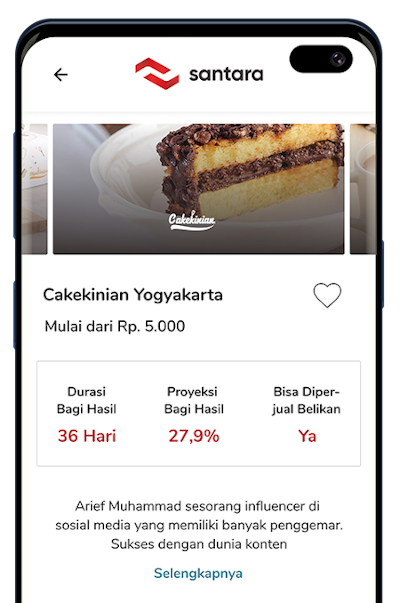 santara
Cakekinian
Cakekinian Yogyakarta
Mulai dari Rp. 5.000
Durasi
Bagi Hasil
36 Hari
Proyeksi
Bagi Hasil
27,9%
Bisa Diper-
jual Belikan
Ya
Arief Muhammad sesorang influencer di
sosial media yang memiliki banyak penggemar.
Sukses dengan dunia konten
Selengkapnya